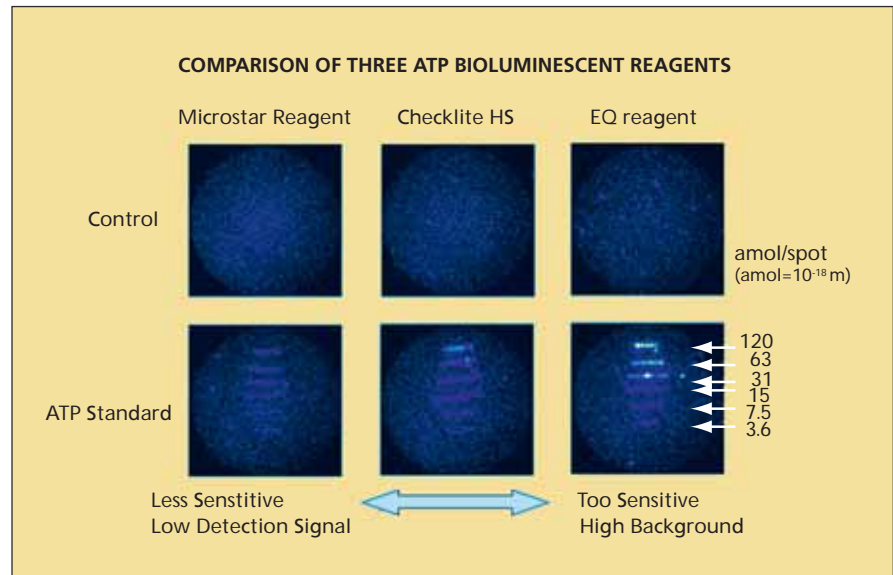 COMPARISON OF THREE ATP BIOLUMINESCENT REAGENTS
Microstar Reagent
Checklite HS
EQ reagent
Control
amol/spot
(amol=10⁻¹⁸ m)
120
63
31
15
7.5
3.6
ATP Standard
Less Senstitive
Low Detection Signal
Too Sensitive
High Background